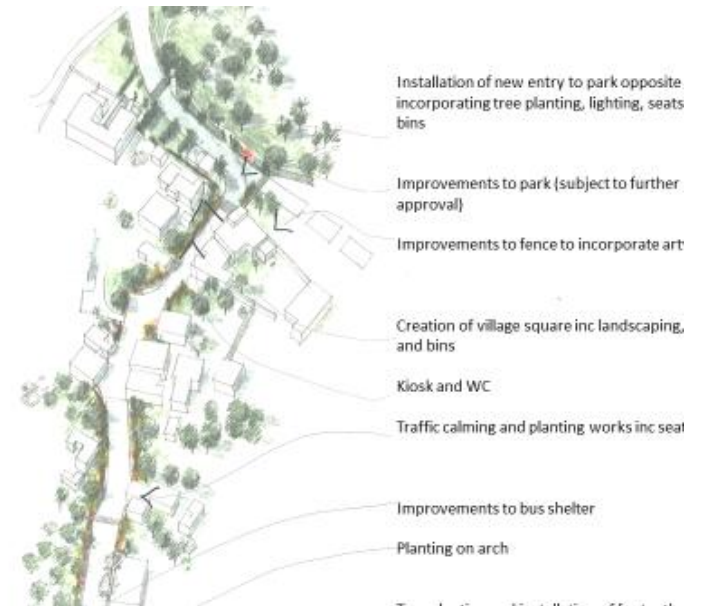 Installation of new entry to park opposite
incorporating tree planting, lighting, seats
bins
Improvements to park (subject to further
approval)
Improvements to fence to incorporate
Creation of village square inc landscaping,
and bins
Kiosk and WC
Traffic calming and planting works inc
Improvements to bus shelter
Planting on arch